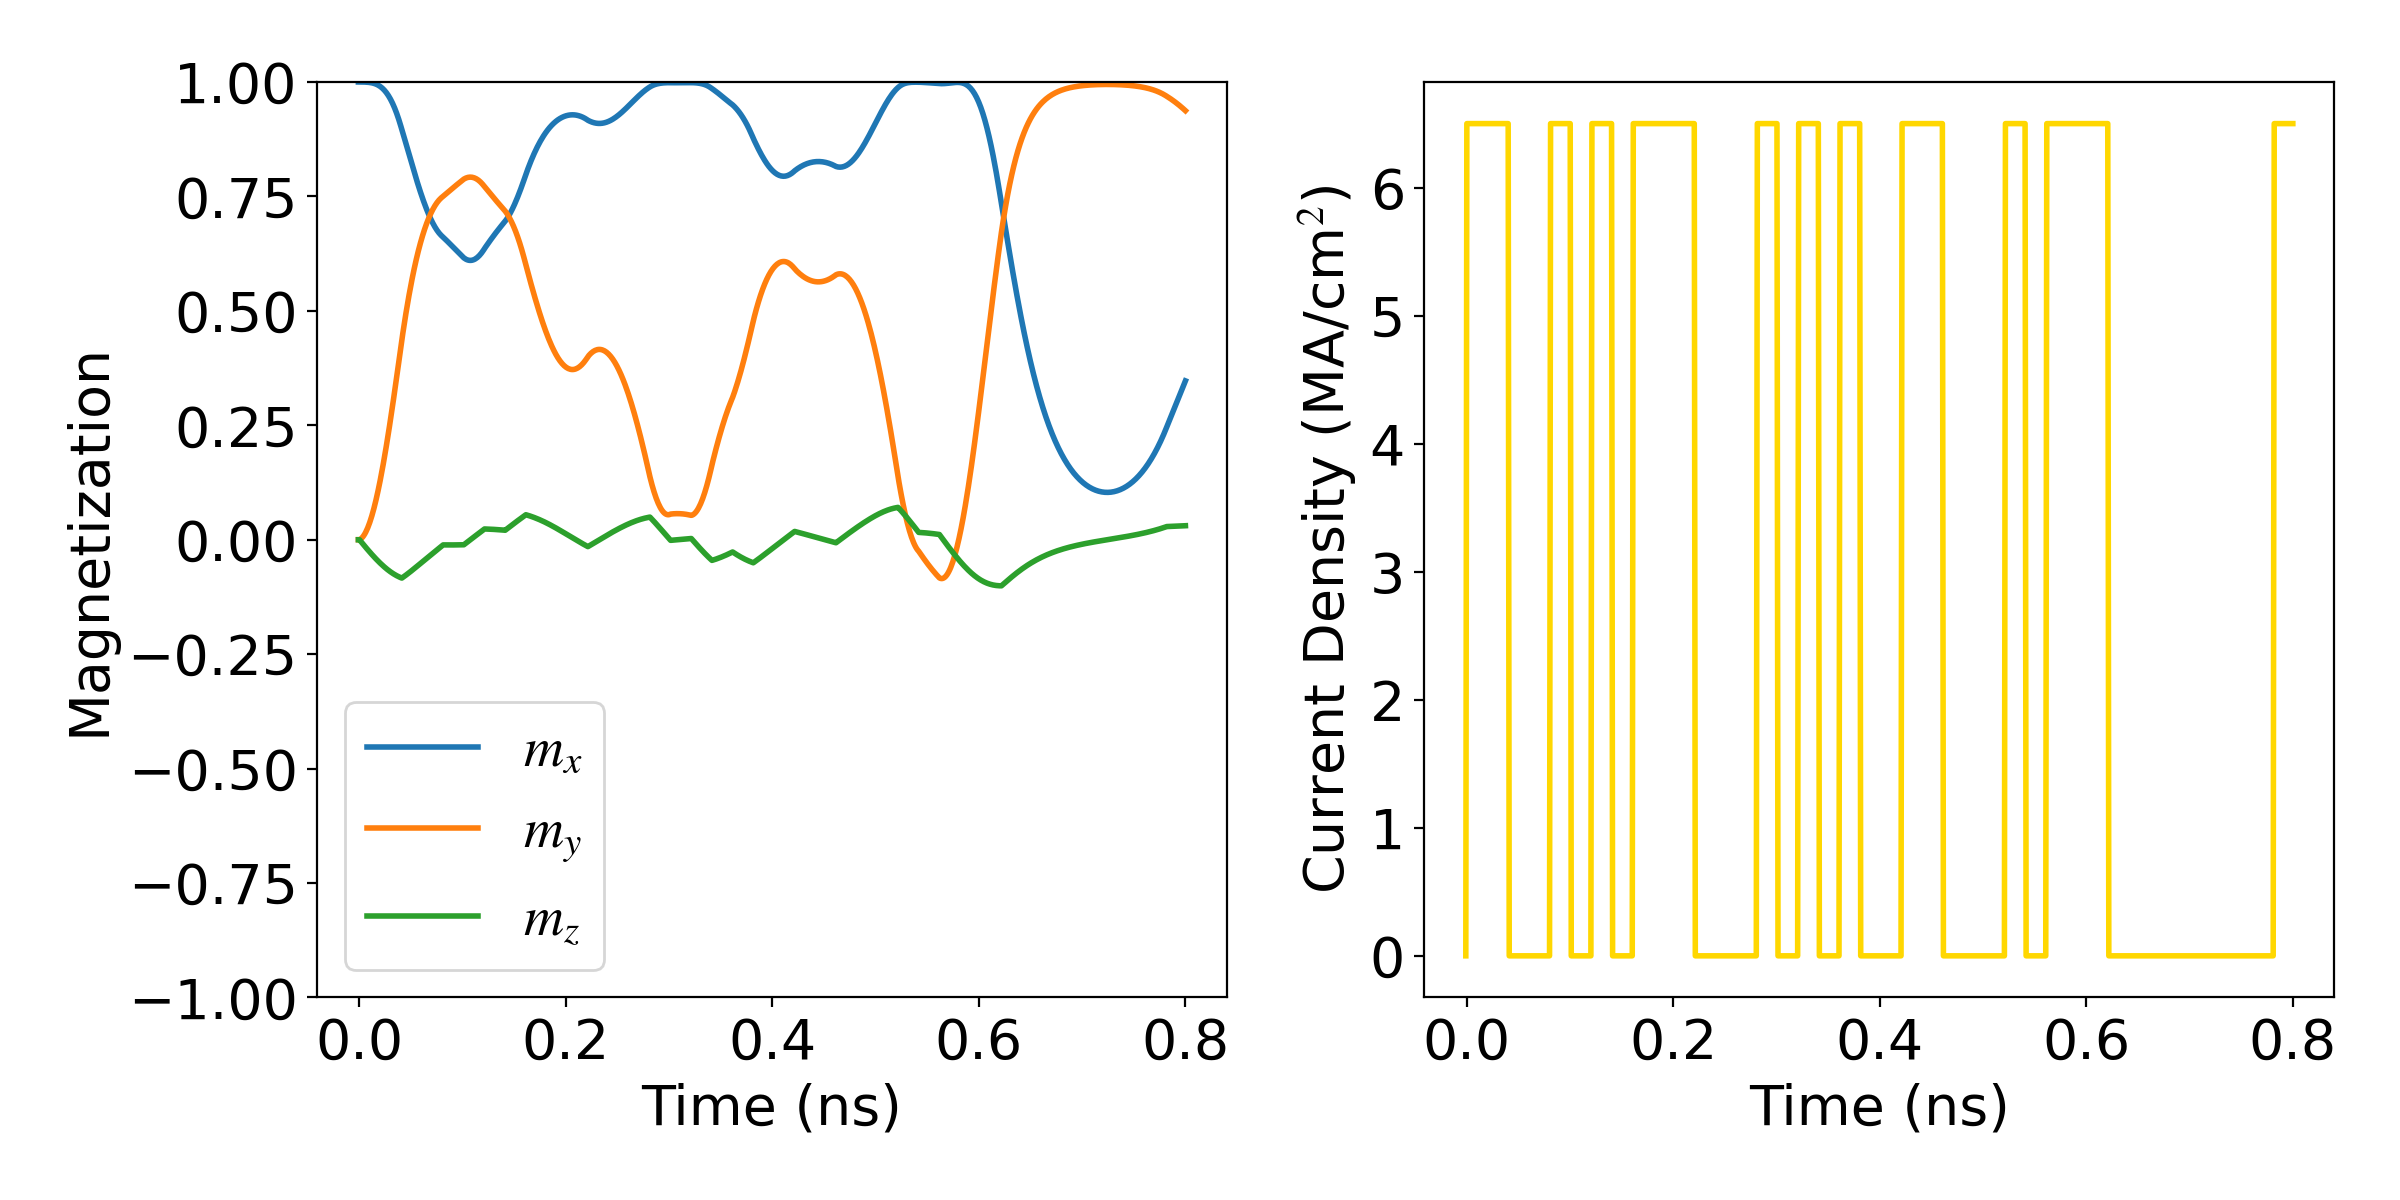 Magnetization
1.00
0.75
0.50
0.25
0.00
−0.25
−0.50
−0.75
−1.00
0.0 0.2 0.4 0.6 0.8
Time (ns)
m_x
m_y
m_z
Current Density (MA/cm²)
6
5
4
3
2
1
0
0.0 0.2 0.4 0.6 0.8
Time (ns)